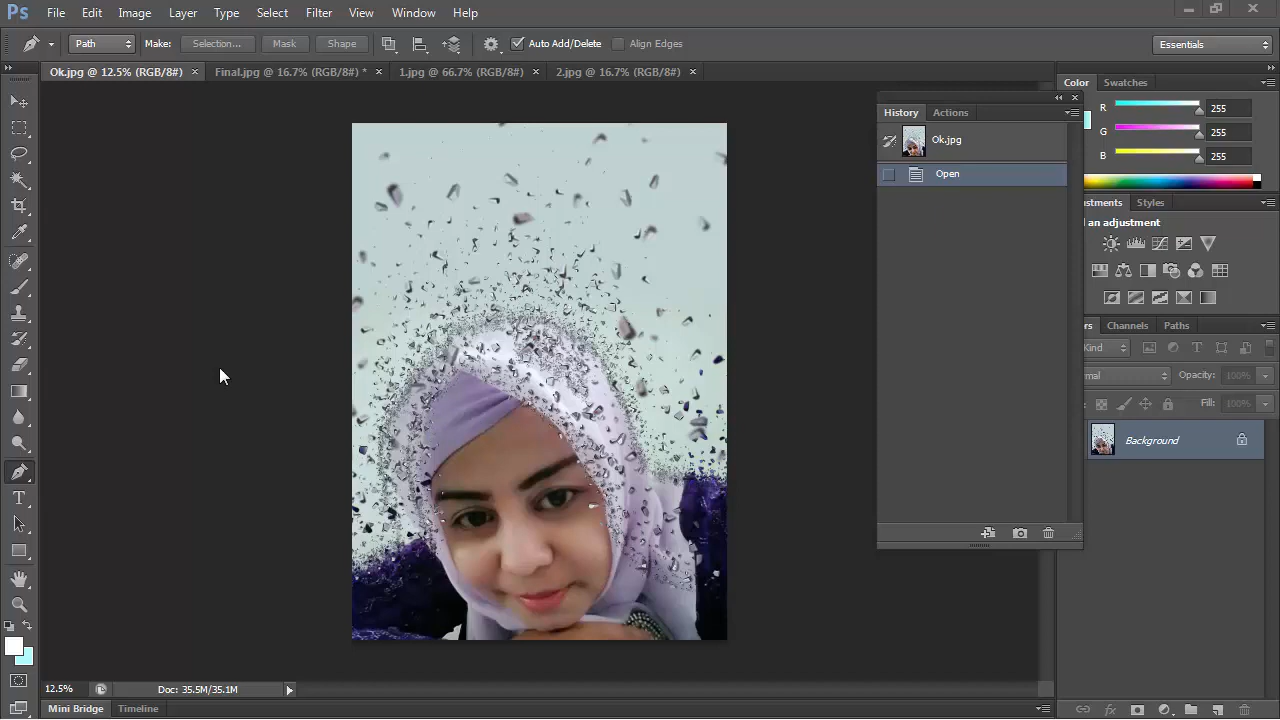 Ps File Edit Image Layer Type Select Filter View Window Help
Path Make: Selection... Mask Shape Auto Add/Delete Align Edges Essentials
Ok.jpg @ 12.5% (RGB/8#) × Final.jpg @ 16.7% (RGB/8#) * × 1.jpg @ 66.7% (RGB/8#) × 2.jpg @ 16.7% (RGB/8#) ×
Color Swatches
R 255
G 255
B 255
History Actions
Ok.jpg
Open
ustments Styles
d an adjustment
rs Channels Paths
Kind
mal Opacity: 100%
Fill: 100%
Background
12.5% Doc: 35.5M/35.1M
Mini Bridge Timeline